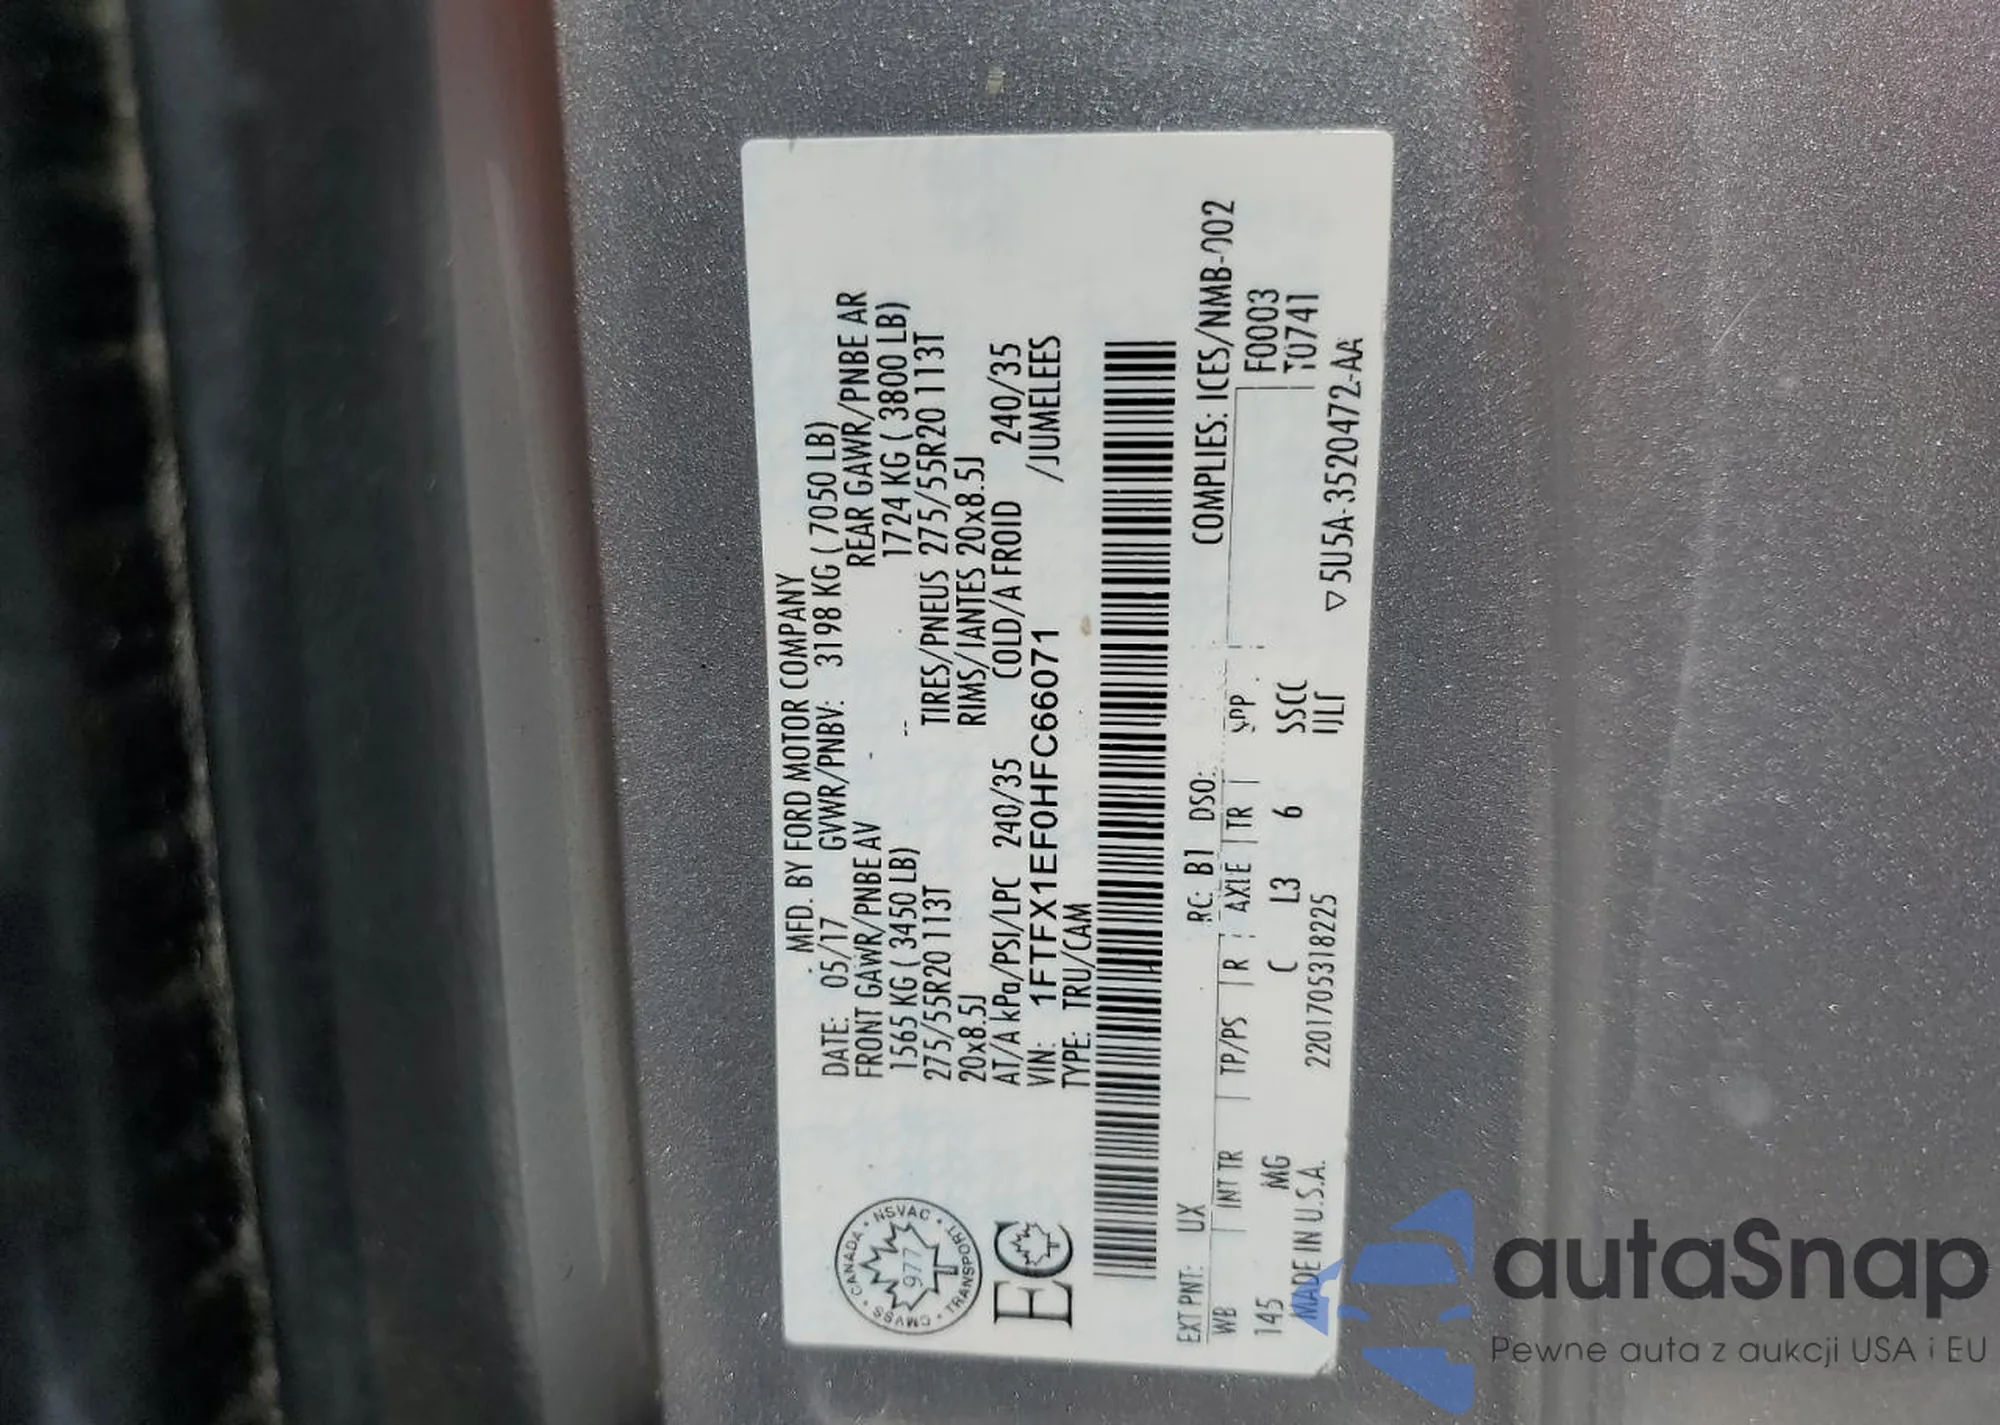 MFD. BY FORD MOTOR COMPANY
DATE: 05/17 GVWR/PNBV: 3198 KG ( 7050 LB)
FRONT GAWR/PNBE AV REAR GAWR/PNBE AR
1565 KG ( 3450 LB) 1724 KG ( 3800 LB)
275/55R20 113T TIRES/PNEUS 275/55R20 113T
20x8.5J RIMS/JANTES 20x8.5J
AT/A kPa/PSI/LPC 240/35 COLD/A FROID 240/35
VIN: 1FTFX1EF0HFC66071 /JUMELEES
TYPE: TRU/CAM
CANADA • NSVAC • TRANSPORT • CMVSS
977
EC
COMPLIES: ICES/NMB-002
EXT PNT: UX RC: B1 DSO:
WB INT TR TP/PS R AXLE TR SPP F0003
145 MG C L3 6 SSCC T0741
MADE IN U.S.A. 2201705318225
▽ 5U5A-3520472-AA
autaSnap
Pewne auta z aukcji USA i EU